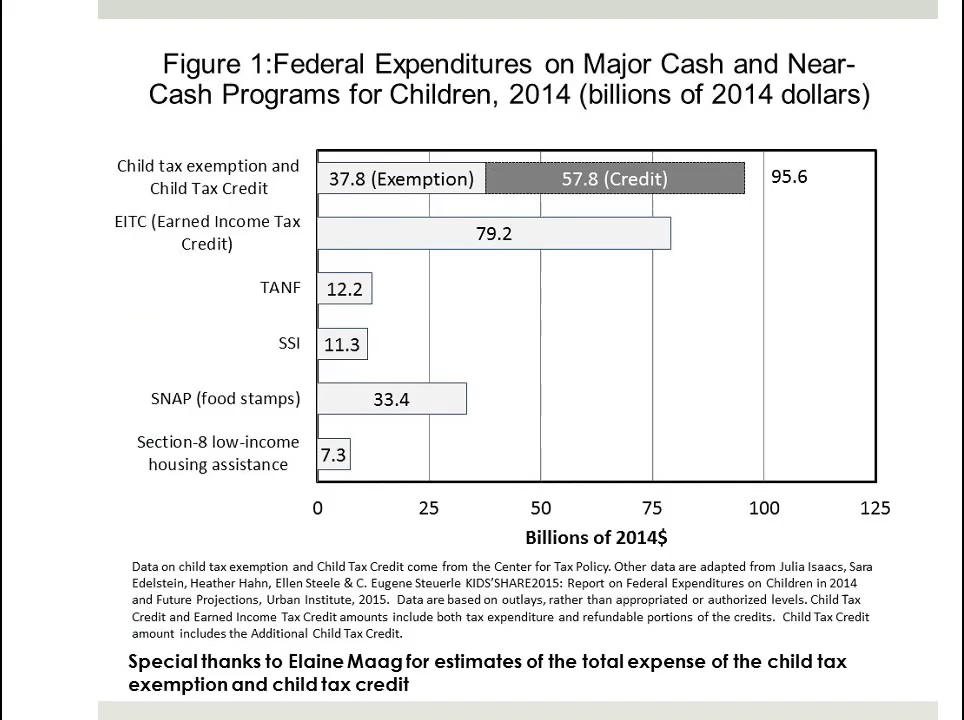 Figure 1:Federal Expenditures on Major Cash and Near-
Cash Programs for Children, 2014 (billions of 2014 dollars)
Child tax exemption and
Child Tax Credit
37.8 (Exemption)
57.8 (Credit)
95.6
EITC (Earned Income Tax
Credit)
79.2
TANF
12.2
SSI
11.3
SNAP (food stamps)
33.4
Section-8 low-income
housing assistance
7.3
0
25
50
75
100
125
Billions of 2014$
Data on child tax exemption and Child Tax Credit come from the Center for Tax Policy. Other data are adapted from Julia Isaacs, Sara
Edelstein, Heather Hahn, Ellen Steele & C. Eugene Steuerle KIDS'SHARE2015: Report on Federal Expenditures on Children in 2014
and Future Projections, Urban Institute, 2015. Data are based on outlays, rather than appropriated or authorized levels. Child Tax
Credit and Earned Income Tax Credit amounts include both tax expenditure and refundable portions of the credits. Child Tax Credit
amount includes the Additional Child Tax Credit.
Special thanks to Elaine Maag for estimates of the total expense of the child tax
exemption and child tax credit